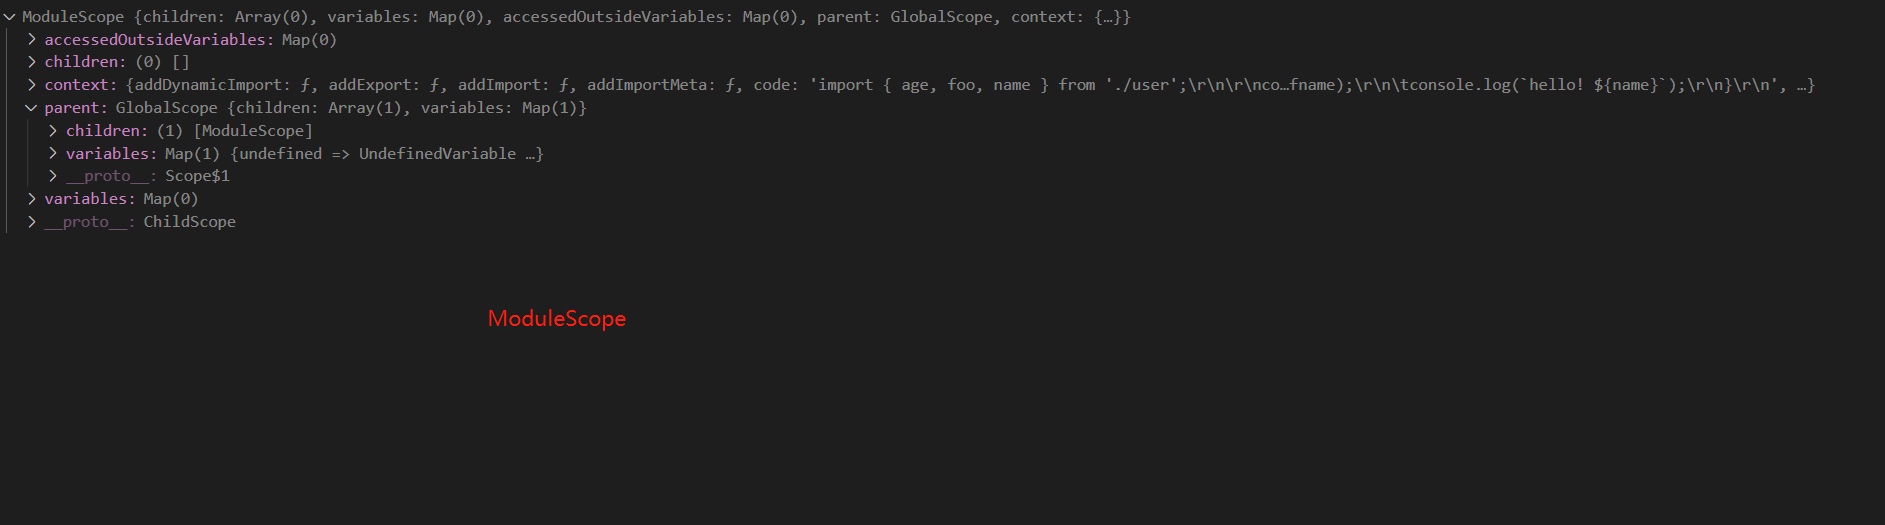 ModuleScope {children: Array(0), variables: Map(0), accessedOutsideVariables: Map(0), parent: GlobalScope, context: {…}}
accessedOutsideVariables: Map(0)
children: (0) []
context: {addDynamicImport: ƒ, addExport: ƒ, addImport: ƒ, addImportMeta: ƒ, code: 'import { age, foo, name } from './user';\r\n\r\nco…fname);\r\n\tconsole.log(`hello! ${name}`);\r\n}\r\n', …}
parent: GlobalScope {children: Array(1), variables: Map(1)}
children: (1) [ModuleScope]
variables: Map(1) {undefined => UndefinedVariable …}
__proto__: Scope$1
variables: Map(0)
__proto__: ChildScope
ModuleScope